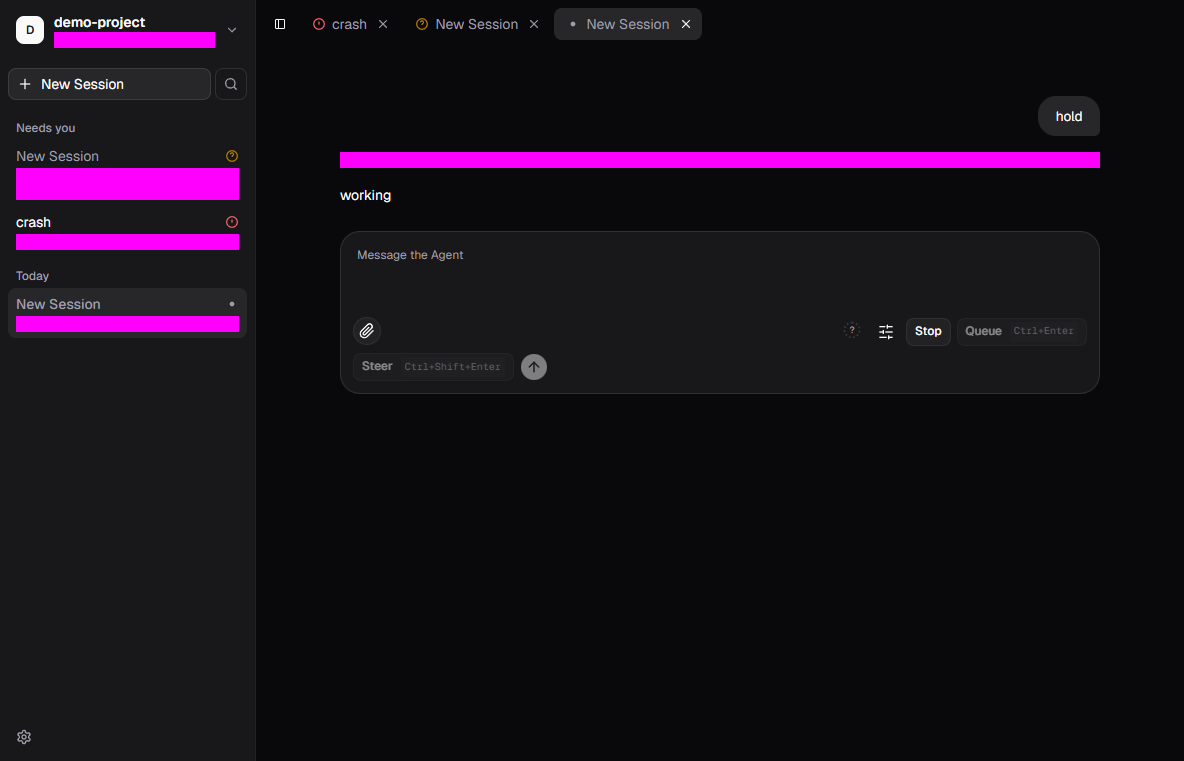 D
demo-project
New Session
Needs you
New Session
crash
Today
New Session
crash
New Session
New Session
hold
working
Message the Agent
?
Stop
Queue Ctrl+Enter
Steer Ctrl+Shift+Enter